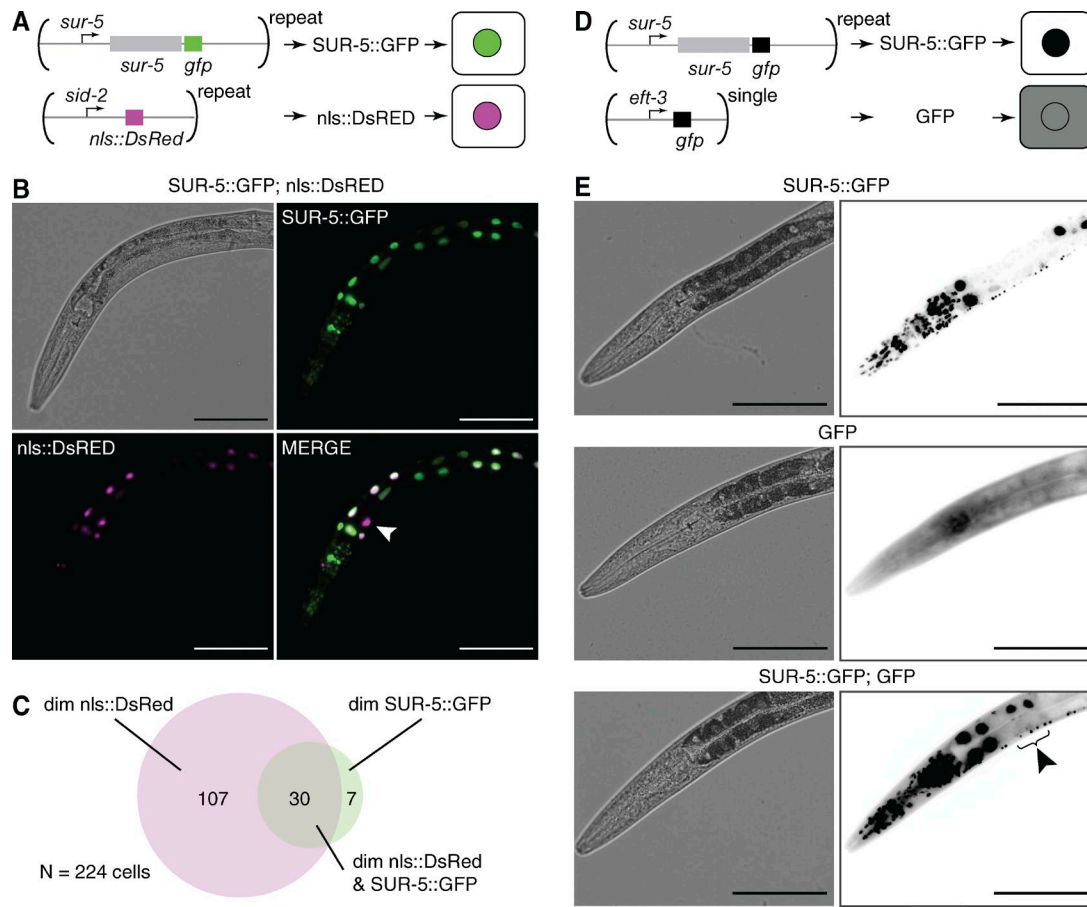 A
sur-5
repeat
SUR-5::GFP
sur-5 gfp
sid-2
repeat
nls::DsRED
nls::DsRed
B
SUR-5::GFP; nls::DsRED
SUR-5::GFP
nls::DsRED
MERGE
C
dim nls::DsRed
dim SUR-5::GFP
107
30
7
N = 224 cells
dim nls::DsRed
& SUR-5::GFP
D
sur-5
repeat
SUR-5::GFP
sur-5 gfp
eft-3
single
GFP
gfp
E
SUR-5::GFP
GFP
SUR-5::GFP; GFP